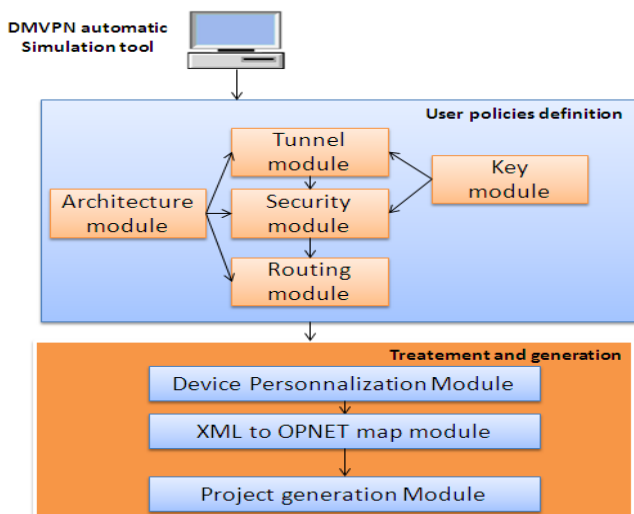 DMVPN automatic
Simulation tool
User policies definition
Tunnel
module
Key
module
Architecture
module
Security
module
Routing
module
Treatement and generation
Device Personnalization Module
XML to OPNET map module
Project generation Module